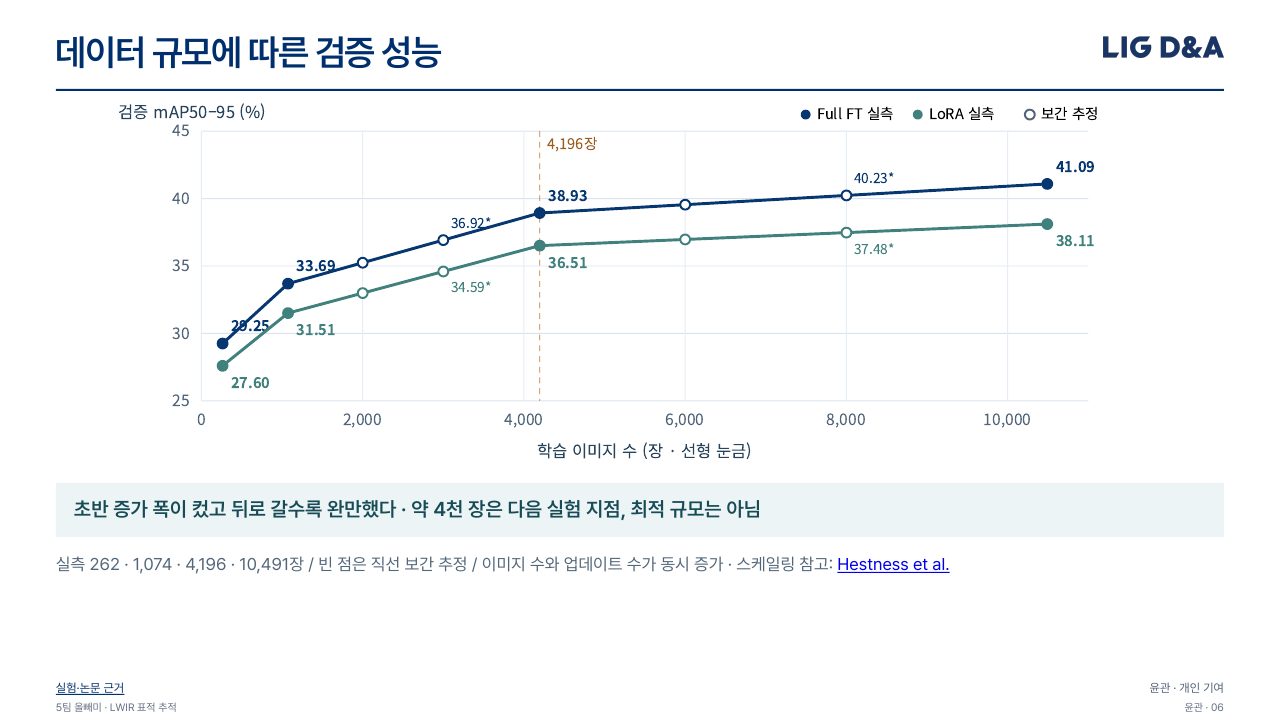 데이터 규모에 따른 검증 성능
LIG D&A
검증 mAP50–95 (%)
Full FT 실측
LoRA 실측
보간 추정
45
40
35
30
25
4,196장
29.25
33.69
36.92*
38.93
40.23*
41.09
27.60
31.51
34.59*
36.51
37.48*
38.11
0
2,000
4,000
6,000
8,000
10,000
학습 이미지 수 (장 · 선형 눈금)
초반 증가 폭이 컸고 뒤로 갈수록 완만했다 · 약 4천 장은 다음 실험 지점, 최적 규모는 아님
실측 262 · 1,074 · 4,196 · 10,491장 / 빈 점은 직선 보간 추정 / 이미지 수와 업데이트 수가 동시 증가 · 스케일링 참고: Hestness et al.
실험·논문 근거
5팀 올빼미 · LWIR 표적 추적
윤관 · 개인 기여
윤관 · 06